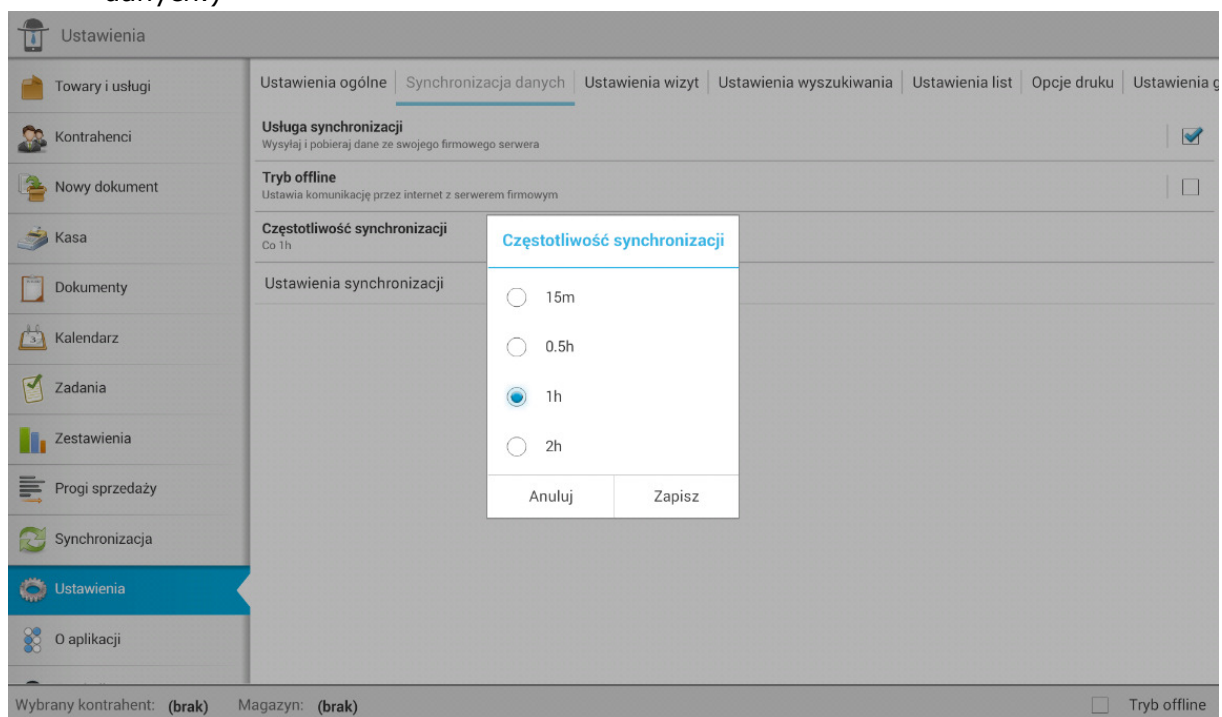 Ustawienia
Towary i usługi
Kontrahenci
Nowy dokument
Kasa
Dokumenty
Kalendarz
Zadania
Zestawienia
Progi sprzedaży
Synchronizacja
Ustawienia
O aplikacji
Ustawienia ogólne Synchronizacja danych Ustawienia wizyt Ustawienia wyszukiwania Ustawienia list Opcje druku Ustawienia g
Usługa synchronizacji
Wysyłaj i pobieraj dane ze swojego firmowego serwera
Tryb offline
Ustawia komunikację przez internet z serwerem firmowym
Częstotliwość synchronizacji
Co 1h
Ustawienia synchronizacji
Częstotliwość synchronizacji
15m
0.5h
1h
2h
Anuluj Zapisz
Wybrany kontrahent: (brak) Magazyn: (brak) Tryb offline